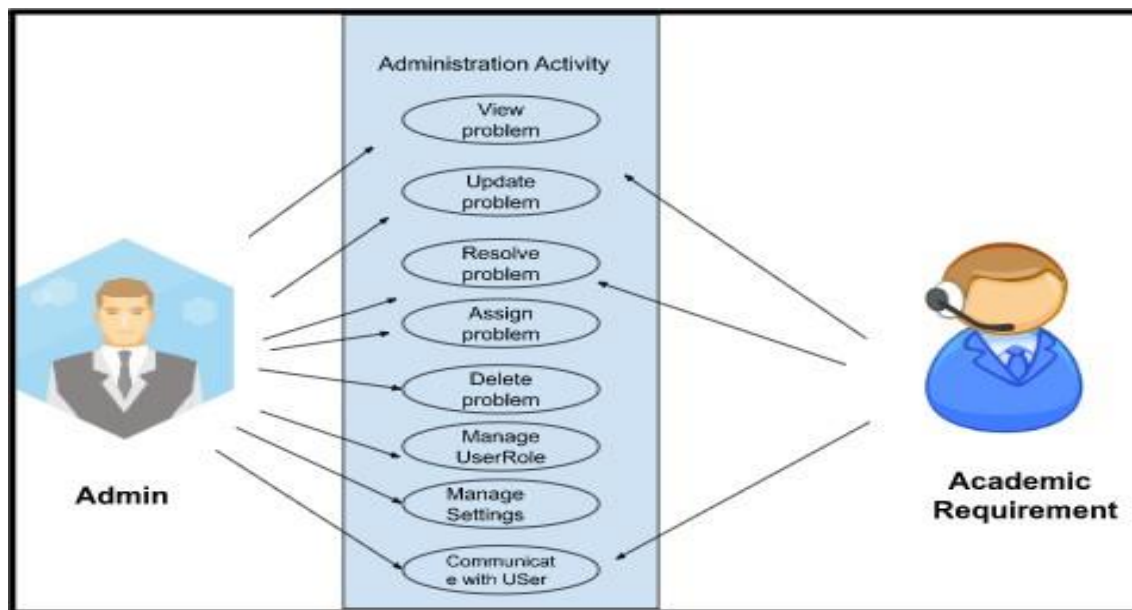 Administration Activity
View
problem
Update
problem
Resolve
problem
Assign
problem
Delete
problem
Manage
UserRole
Manage
Settings
Communicat
e with USer
Admin
Academic
Requirement